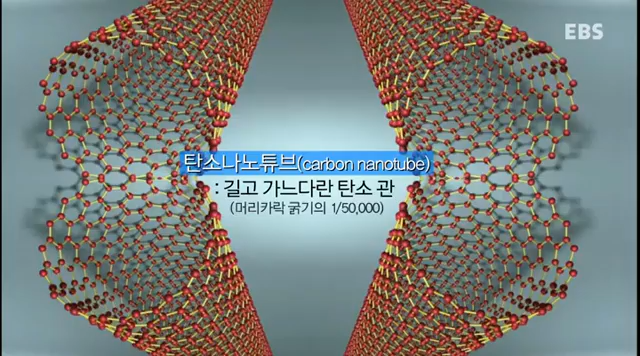 EBS
탄소나노튜브(carbon nanotube)
: 길고 가느다란 탄소 관
(머리카락 굵기의 1/50,000)